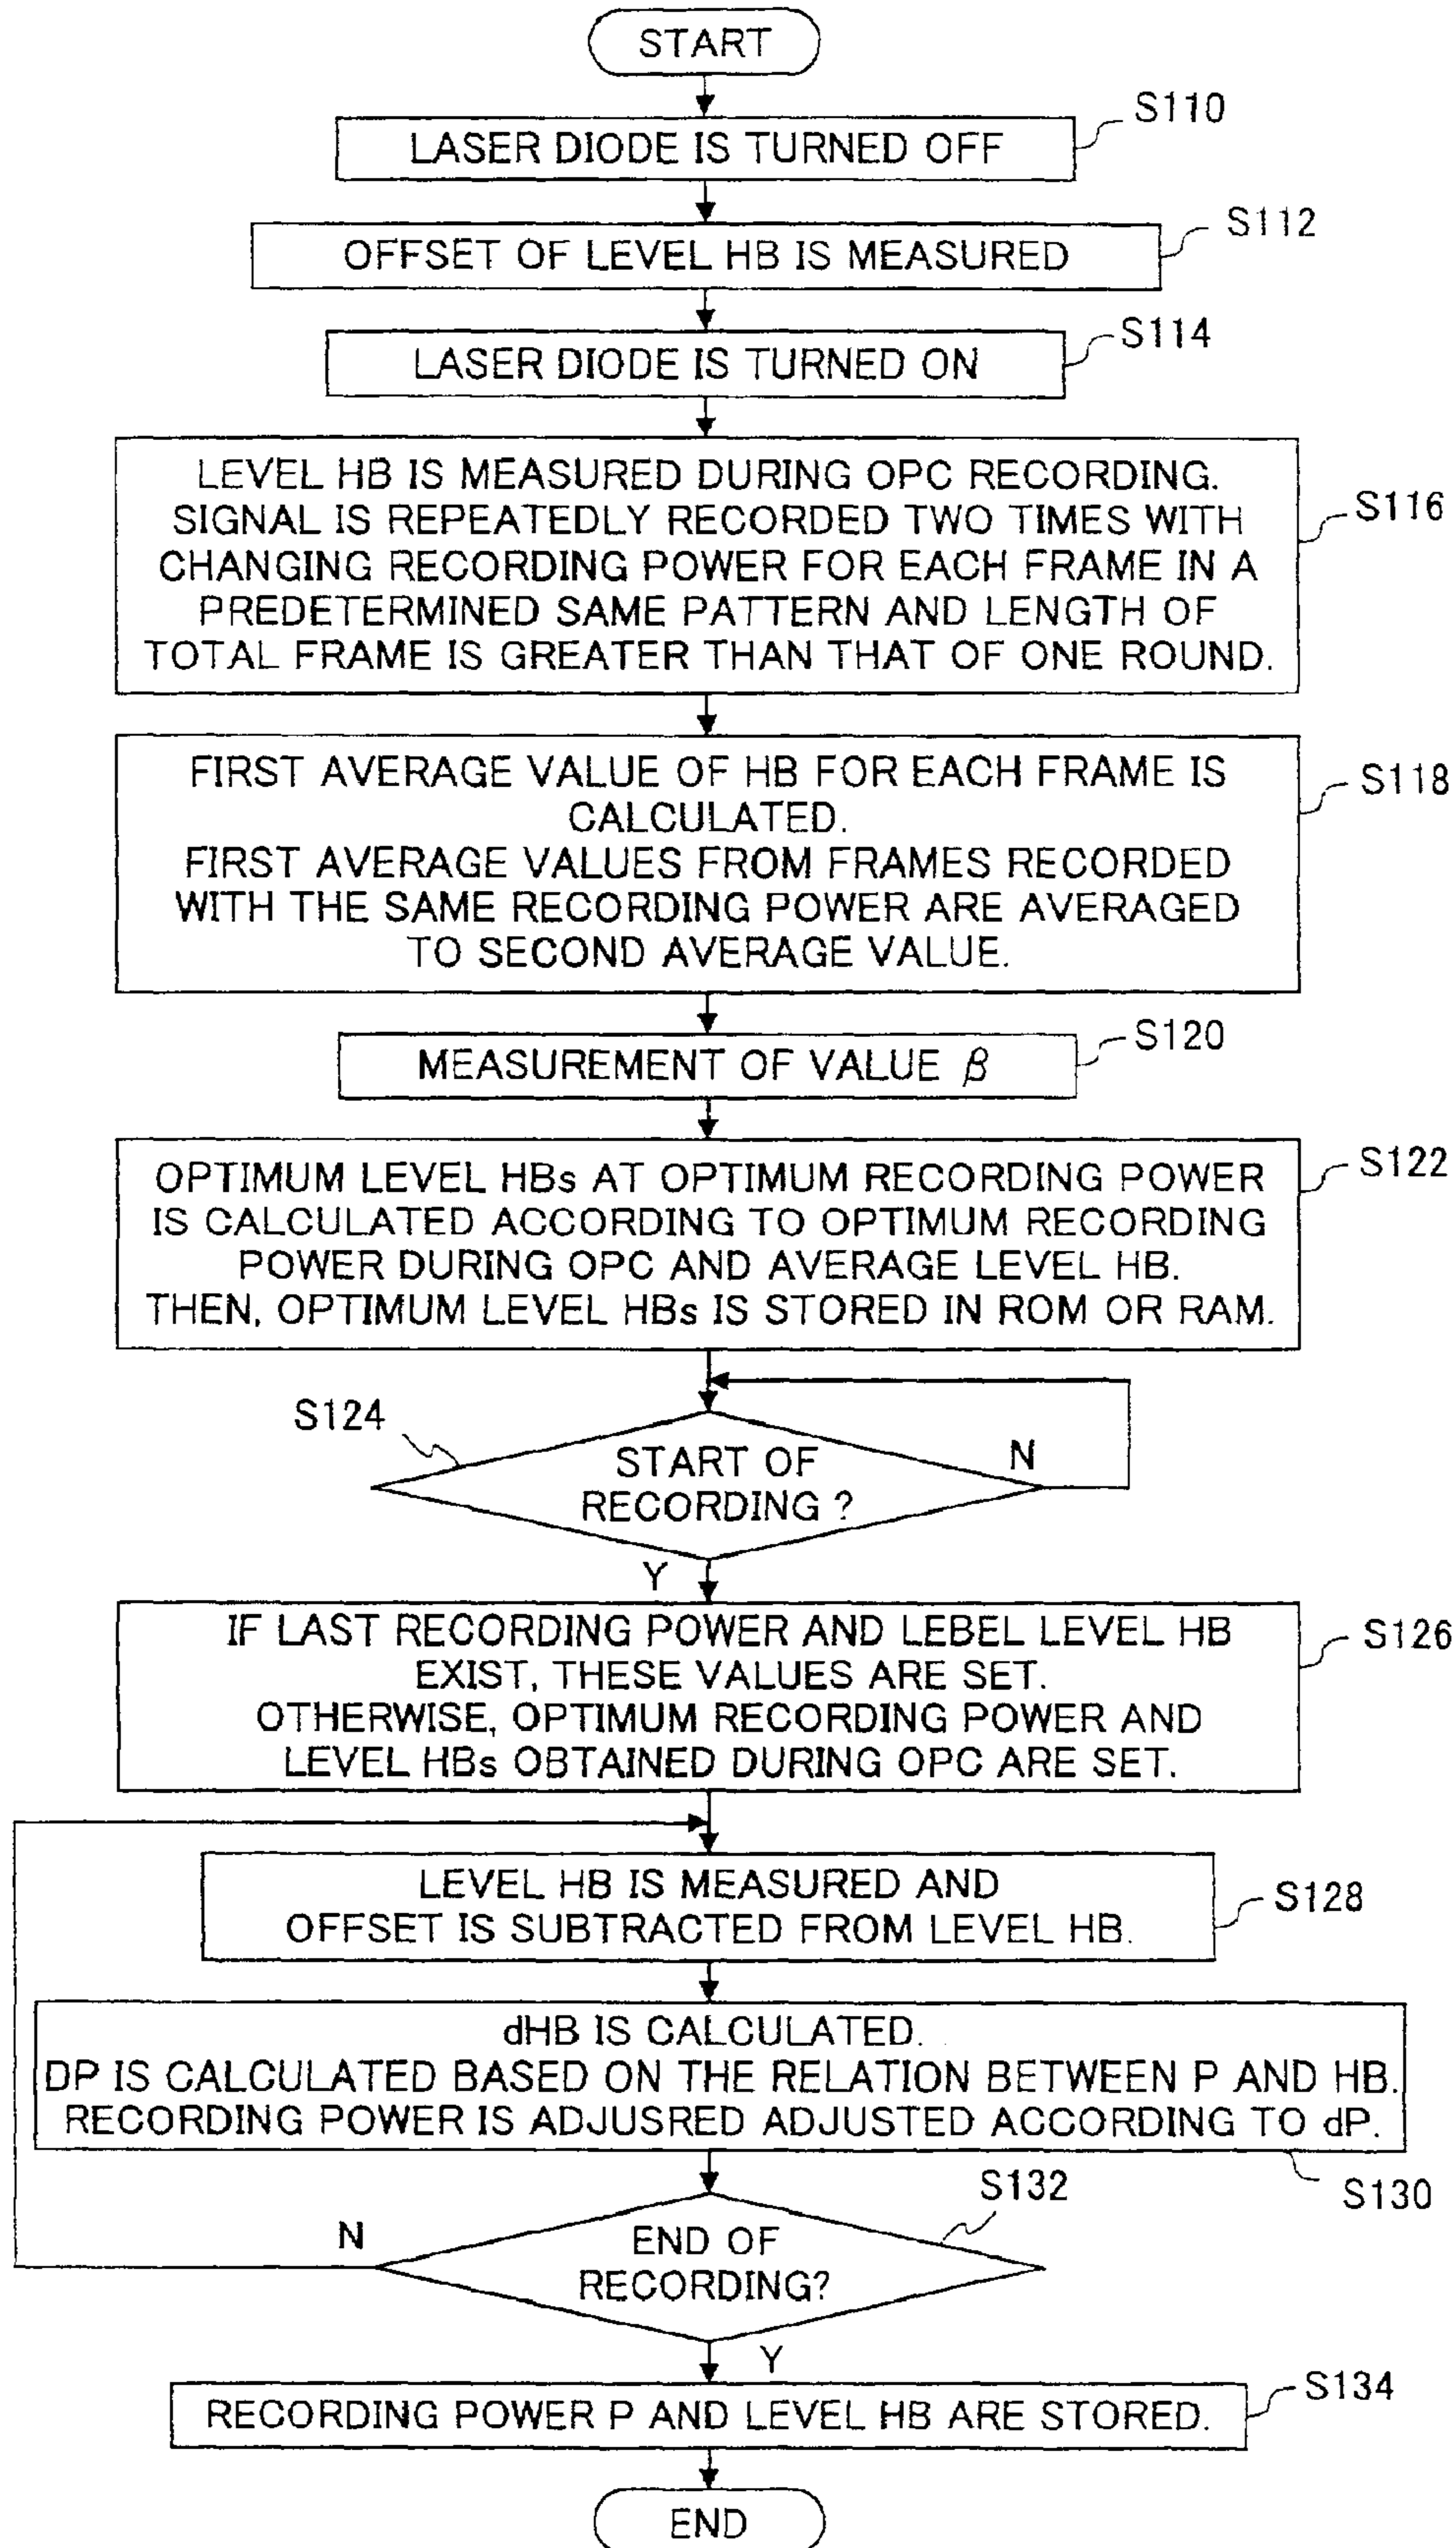 START
S110
LASER DIODE IS TURNED OFF
S112
OFFSET OF LEVEL HB IS MEASURED
S114
LASER DIODE IS TURNED ON
S116
LEVEL HB IS MEASURED DURING OPC RECORDING.
SIGNAL IS REPEATEDLY RECORDED TWO TIMES WITH
CHANGING RECORDING POWER FOR EACH FRAME IN A
PREDETERMINED SAME PATTERN AND LENGTH OF
TOTAL FRAME IS GREATER THAN THAT OF ONE ROUND.
S118
FIRST AVERAGE VALUE OF HB FOR EACH FRAME IS
CALCULATED.
FIRST AVERAGE VALUES FROM FRAMES RECORDED
WITH THE SAME RECORDING POWER ARE AVERAGED
TO SECOND AVERAGE VALUE.
S120
MEASUREMENT OF VALUE β
S122
OPTIMUM LEVEL HBs AT OPTIMUM RECORDING POWER
IS CALCULATED ACCORDING TO OPTIMUM RECORDING
POWER DURING OPC AND AVERAGE LEVEL HB.
THEN, OPTIMUM LEVEL HBs IS STORED IN ROM OR RAM.
S124
START OF
RECORDING ?
N
Y
S126
IF LAST RECORDING POWER AND LEBEL LEVEL HB
EXIST, THESE VALUES ARE SET.
OTHERWISE, OPTIMUM RECORDING POWER AND
LEVEL HBs OBTAINED DURING OPC ARE SET.
S128
LEVEL HB IS MEASURED AND
OFFSET IS SUBTRACTED FROM LEVEL HB.
dHB IS CALCULATED.
DP IS CALCULATED BASED ON THE RELATION BETWEEN P AND HB.
RECORDING POWER IS ADJUSRED ADJUSTED ACCORDING TO dP.
S130
S132
N
END OF
RECORDING?
Y
S134
RECORDING POWER P AND LEVEL HB ARE STORED.
END